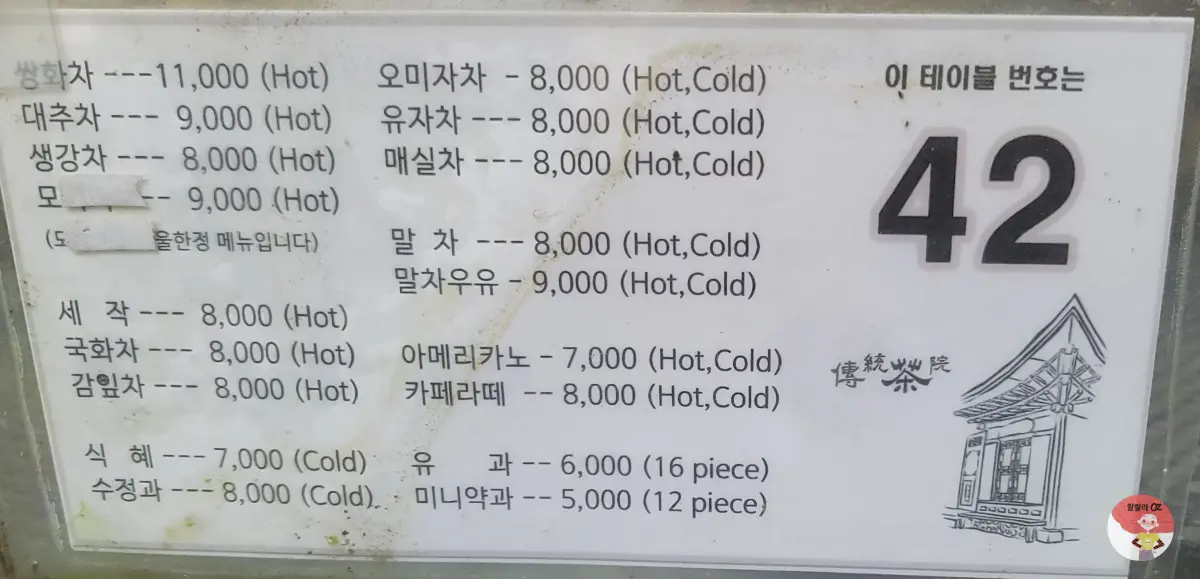 쌍화차 ---11,000 (Hot)
대추차 --- 9,000 (Hot)
생강차 --- 8,000 (Hot)
모 -- 9,000 (Hot)
울한정 메뉴입니다)
세 작 --- 8,000 (Hot)
국화차 --- 8,000 (Hot)
감잎차 --- 8,000 (Hot)
식 혜 --- 7,000 (Cold)
수정과 --- 8,000 (Cold)
오미자차 - 8,000 (Hot,Cold)
유자차 --- 8,000 (Hot,Cold)
매실차 --- 8,000 (Hot,Cold)
말 차 --- 8,000 (Hot,Cold)
말차우유 - 9,000 (Hot,Cold)
아메리카노 - 7,000 (Hot,Cold)
카페라떼 -- 8,000 (Hot,Cold)
유 과 -- 6,000 (16 piece)
미니약과 -- 5,000 (12 piece)
이 테이블 번호는
42
傳統茶院
말랄라 OZ